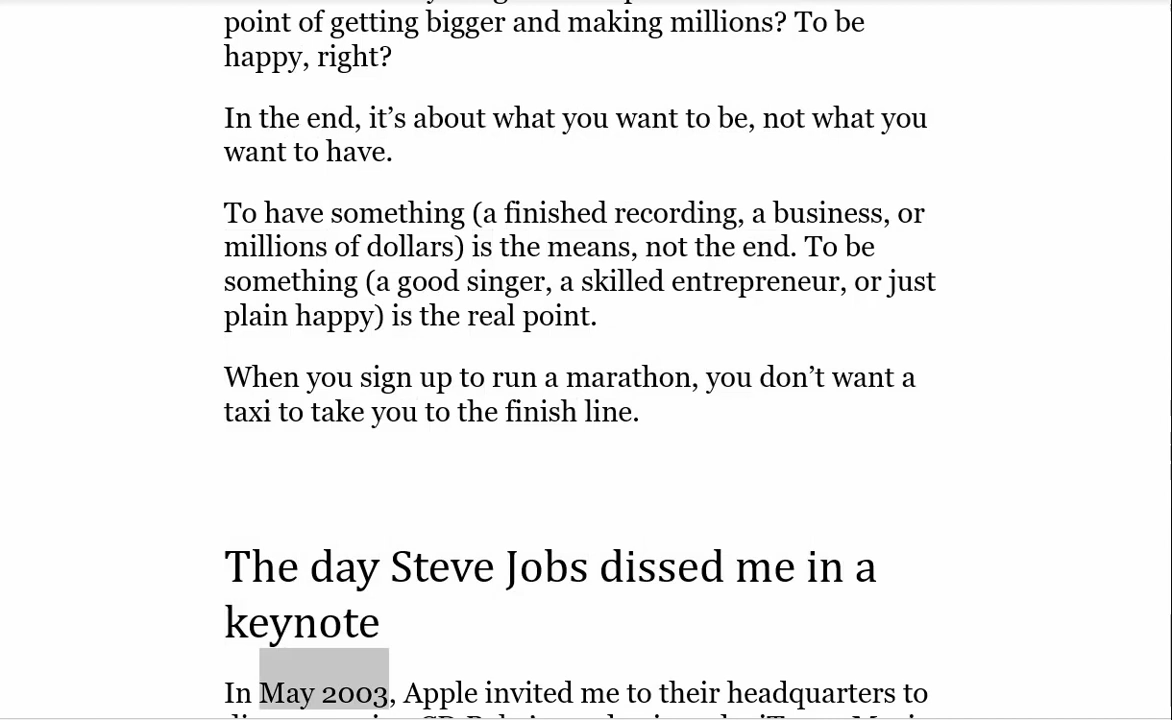 point of getting bigger and making millions? To be
happy, right?
In the end, it’s about what you want to be, not what you
want to have.
To have something (a finished recording, a business, or
millions of dollars) is the means, not the end. To be
something (a good singer, a skilled entrepreneur, or just
plain happy) is the real point.
When you sign up to run a marathon, you don’t want a
taxi to take you to the finish line.
The day Steve Jobs dissed me in a
keynote
In May 2003, Apple invited me to their headquarters to